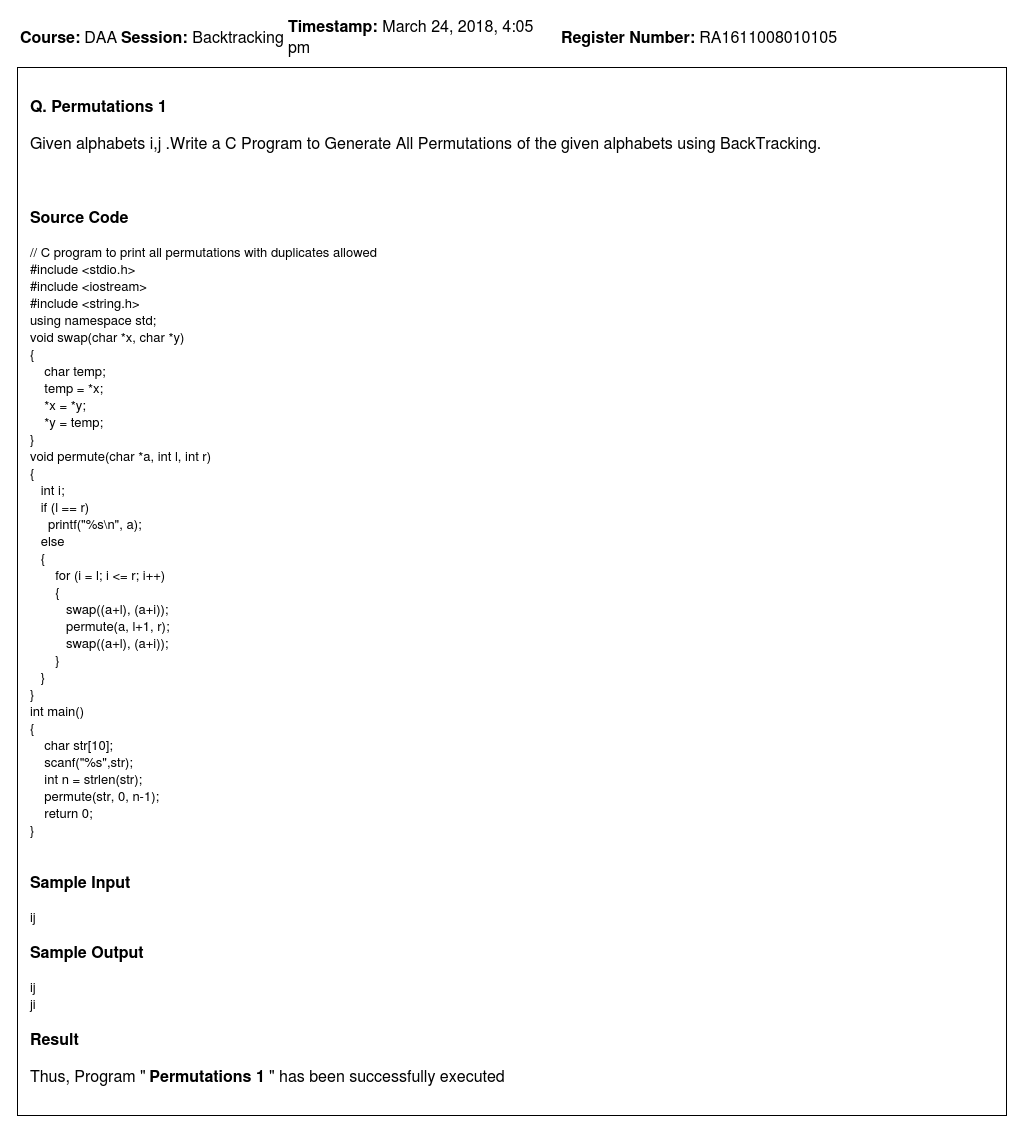 Course: DAA Session: Backtracking Timestamp: March 24, 2018, 4:05 pm Register Number: RA1611008010105
Q. Permutations 1
Given alphabets i,j .Write a C Program to Generate All Permutations of the given alphabets using BackTracking.
Source Code
// C program to print all permutations with duplicates allowed
#include <stdio.h>
#include <iostream>
#include <string.h>
using namespace std;
void swap(char *x, char *y)
{
    char temp;
    temp = *x;
    *x = *y;
    *y = temp;
}
void permute(char *a, int l, int r)
{
   int i;
   if (l == r)
     printf("%s\n", a);
   else
   {
       for (i = l; i <= r; i++)
       {
          swap((a+l), (a+i));
          permute(a, l+1, r);
          swap((a+l), (a+i));
       }
   }
}
int main()
{
    char str[10];
    scanf("%s",str);
    int n = strlen(str);
    permute(str, 0, n-1);
    return 0;
}
Sample Input
ij
Sample Output
ij
ji
Result
Thus, Program " Permutations 1 " has been successfully executed